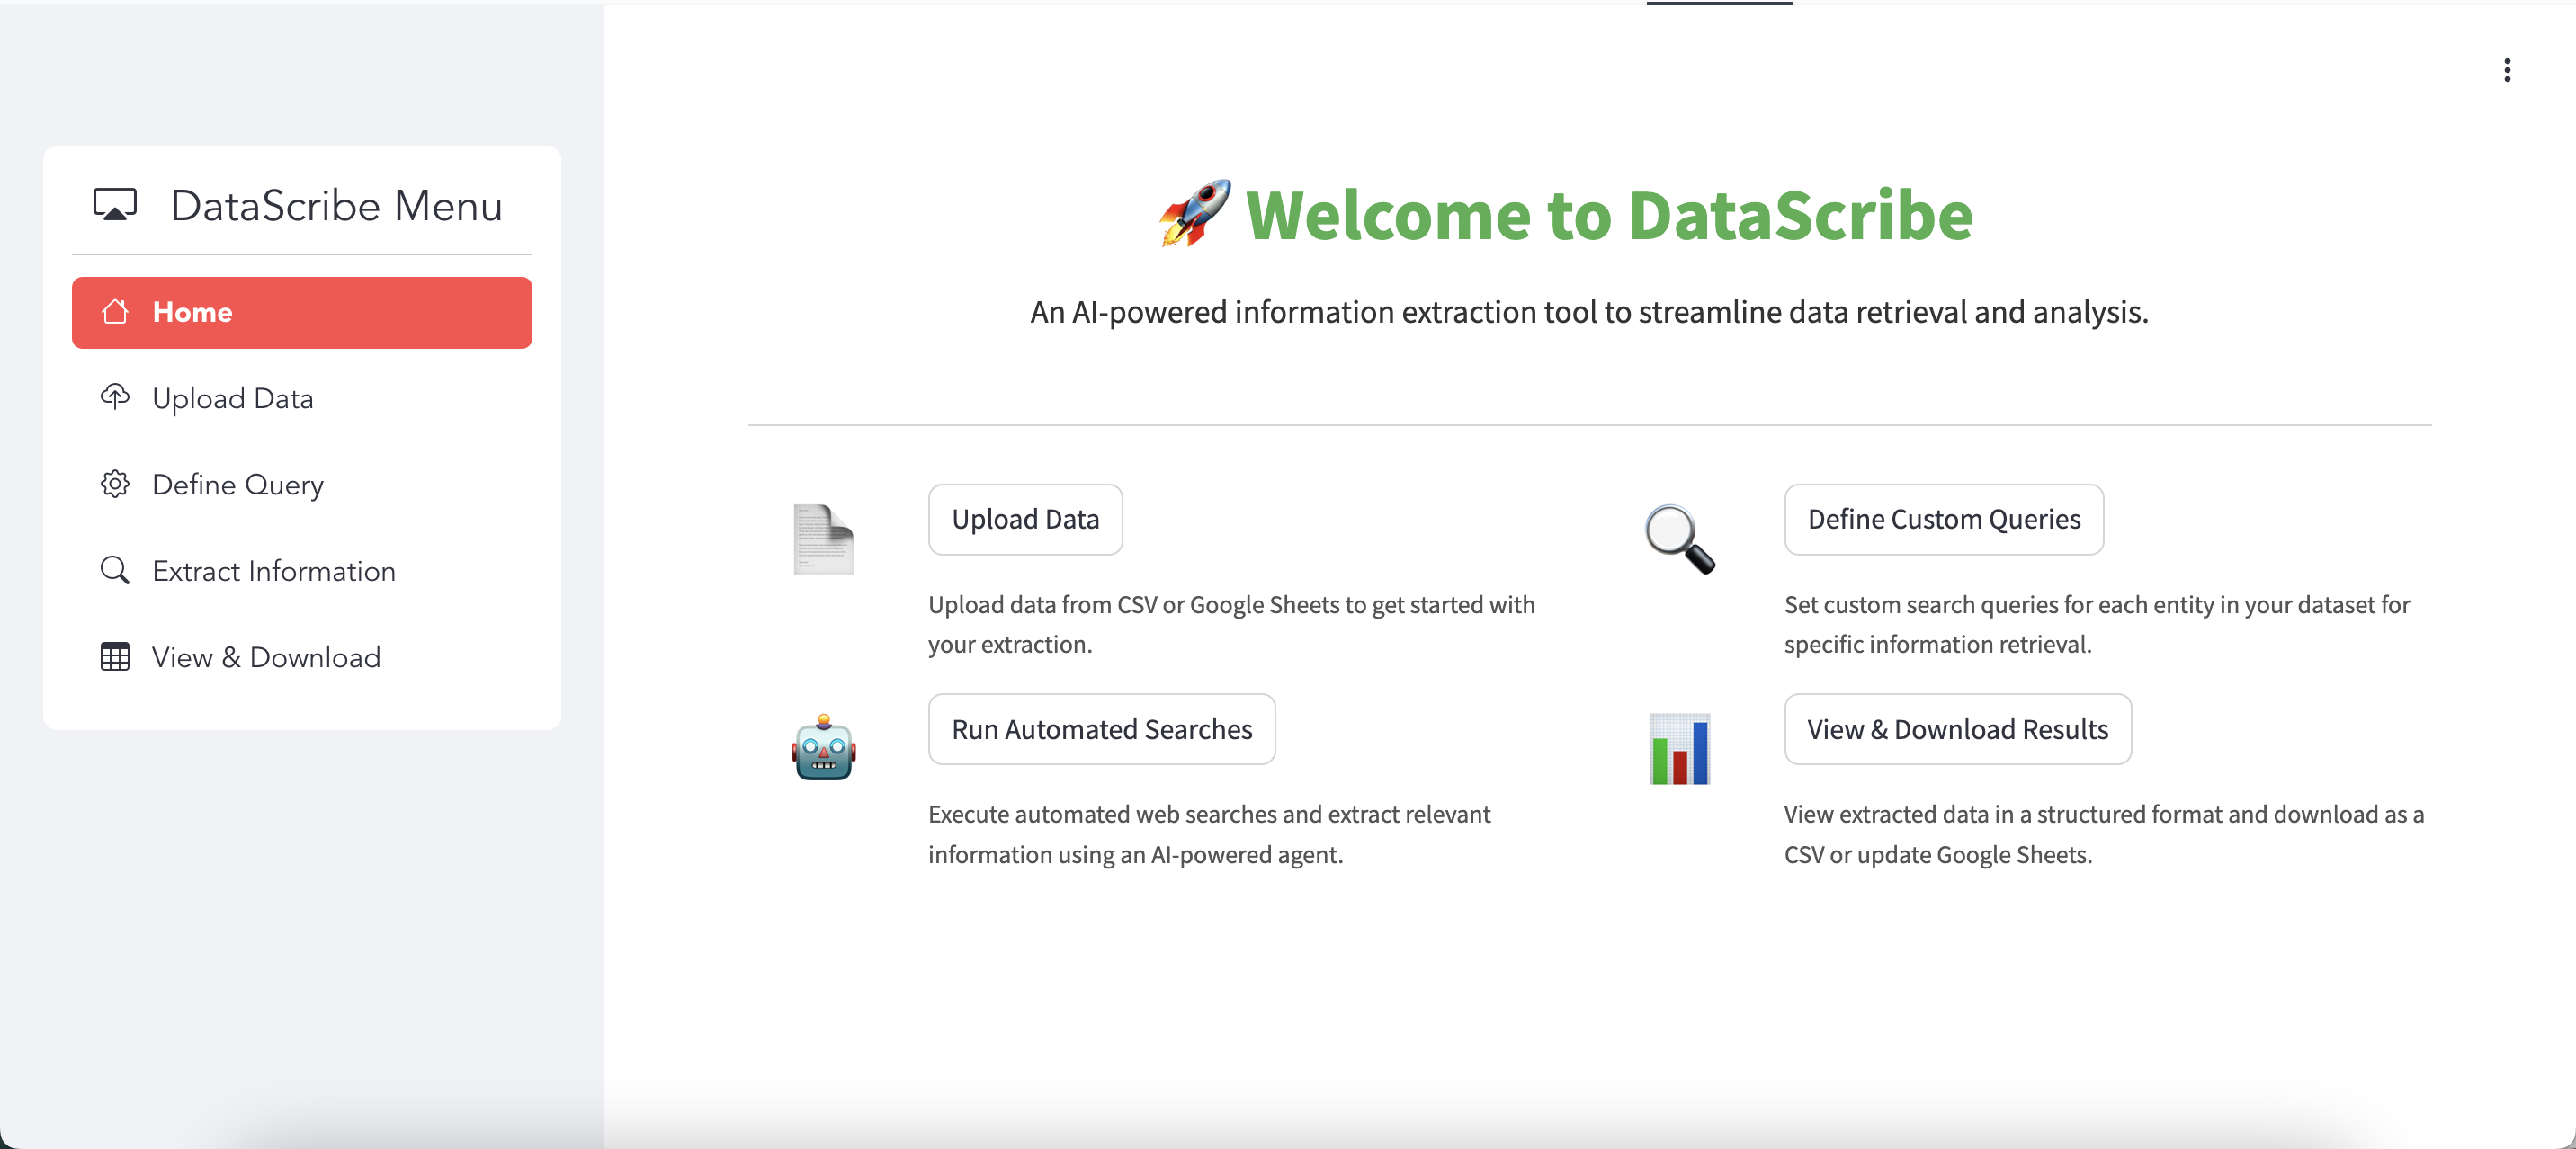 DataScribe Menu
Home
Upload Data
Define Query
Extract Information
View & Download
Welcome to DataScribe
An AI-powered information extraction tool to streamline data retrieval and analysis.
Upload Data
Upload data from CSV or Google Sheets to get started with
your extraction.
Define Custom Queries
Set custom search queries for each entity in your dataset for
specific information retrieval.
Run Automated Searches
Execute automated web searches and extract relevant
information using an AI-powered agent.
View & Download Results
View extracted data in a structured format and download as a
CSV or update Google Sheets.